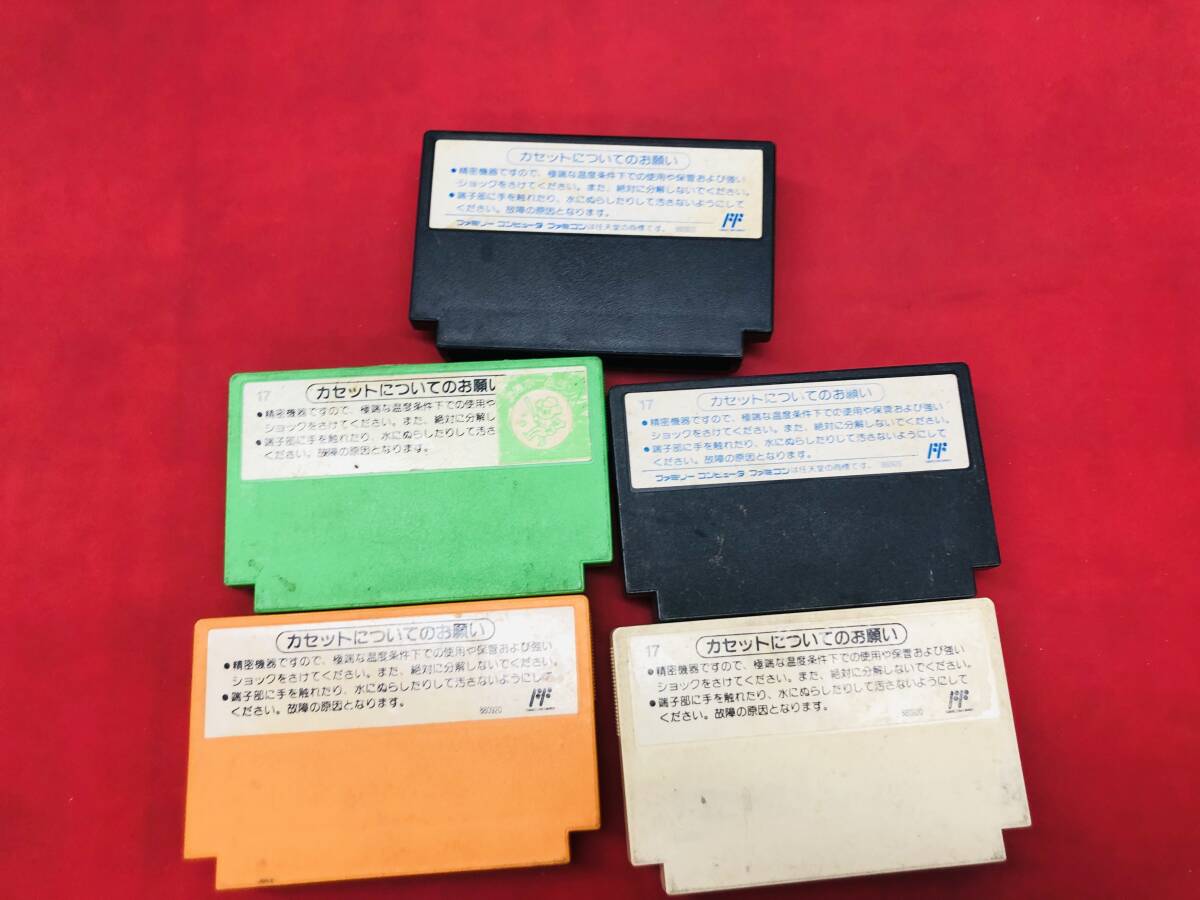 カセットについてのお願い
●精密機器ですので、極端な温度条件下での使用や保管および強い
ショックをさけてください。また、絶対に分解しないでください。
●端子部に手を触れたり、水にぬらしたりして汚さないようにして
ください。故障の原因となります。
ファミリー コンピュータ ファミコンは任天堂の商標です。 860920
FF
17
カセットについてのお願い
●精密機器ですので、極端な温度条件下での使用や
ショックをさけてください。また、絶対に分解し
●端子部に手を触れたり、水にぬらしたりして汚さ
ください。故障の原因となります。
17
カセットについてのお願い
●精密機器ですので、極端な温度条件下での使用や保管および強い
ショックをさけてください。また、絶対に分解しないでください。
●端子部に手を触れたり、水にぬらしたりして汚さないようにして
ください。故障の原因となります。
ファミリー コンピュータ ファミコンは任天堂の商標です。 860920
FF
カセットについてのお願い
●精密機器ですので、極端な温度条件下での使用や保管および強い
ショックをさけてください。また、絶対に分解しないでください。
●端子部に手を触れたり、水にぬらしたりして汚さないようにして
ください。故障の原因となります。
860920
FF
17
カセットについてのお願い
●精密機器ですので、極端な温度条件下での使用や保管および強い
ショックをさけてください。また、絶対に分解しないでください。
●端子部に手を触れたり、水にぬらしたりして汚さないようにして
ください。故障の原因となります。
860920
FF